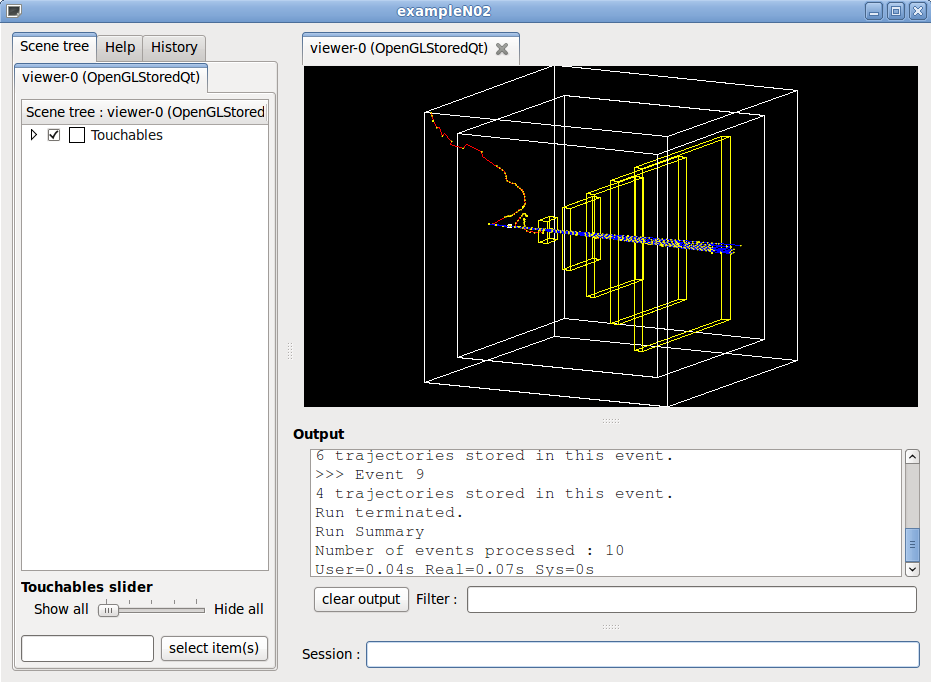 exampleN02
Scene tree
Help
History
viewer-0 (OpenGLStoredQt)
Scene tree : viewer-0 (OpenGLStored
Touchables
Touchables slider
Show all
Hide all
select item(s)
viewer-0 (OpenGLStoredQt)
Output
6 trajectories stored in this event.
>>> Event 9
4 trajectories stored in this event.
Run terminated.
Run Summary
Number of events processed : 10
User=0.04s Real=0.07s Sys=0s
clear output
Filter :
Session :